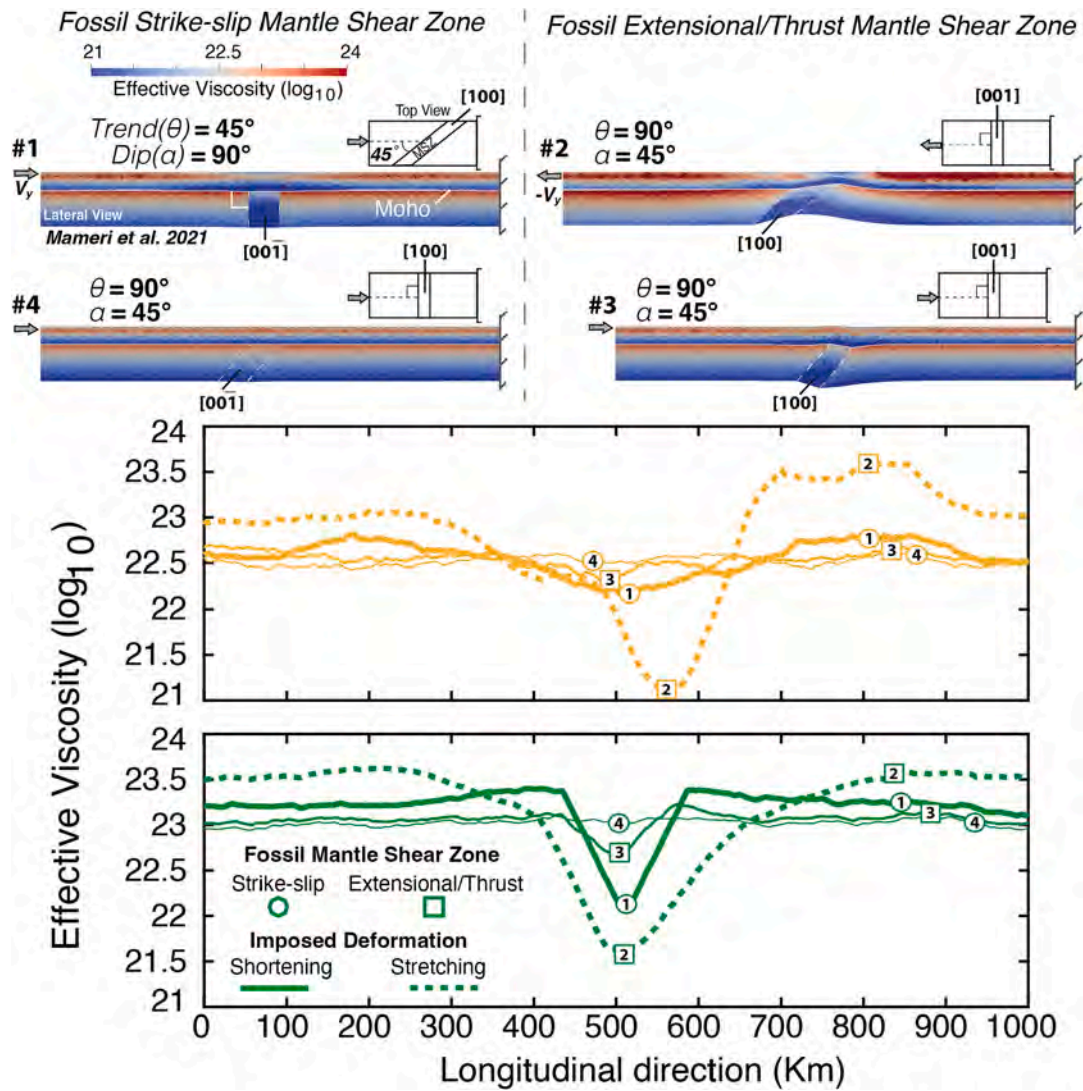 Fossil Strike-slip Mantle Shear Zone
Fossil Extensional/Thrust Mantle Shear Zone
21 22.5 24
Effective Viscosity (log10)
#1
Trend(θ) = 45°
Dip(α) = 90°
Top View
[100]
45°
MSZ
Vy
Lateral View
Moho
Mameri et al. 2021
[001̅]
#2
θ = 90°
α = 45°
[001]
-Vy
[100]
#4
θ = 90°
α = 45°
[100]
[001̅]
#3
θ = 90°
α = 45°
[001]
[100]
Effective Viscosity (log10)
24
23.5
23
22.5
22
21.5
21
2
1
3
4
4
3
1
2
24
23.5
23
22.5
22
21.5
21
2
1
3
4
4
3
1
2
Fossil Mantle Shear Zone
Strike-slip Extensional/Thrust
Imposed Deformation
Shortening Stretching
0 100 200 300 400 500 600 700 800 900 1000
Longitudinal direction (Km)